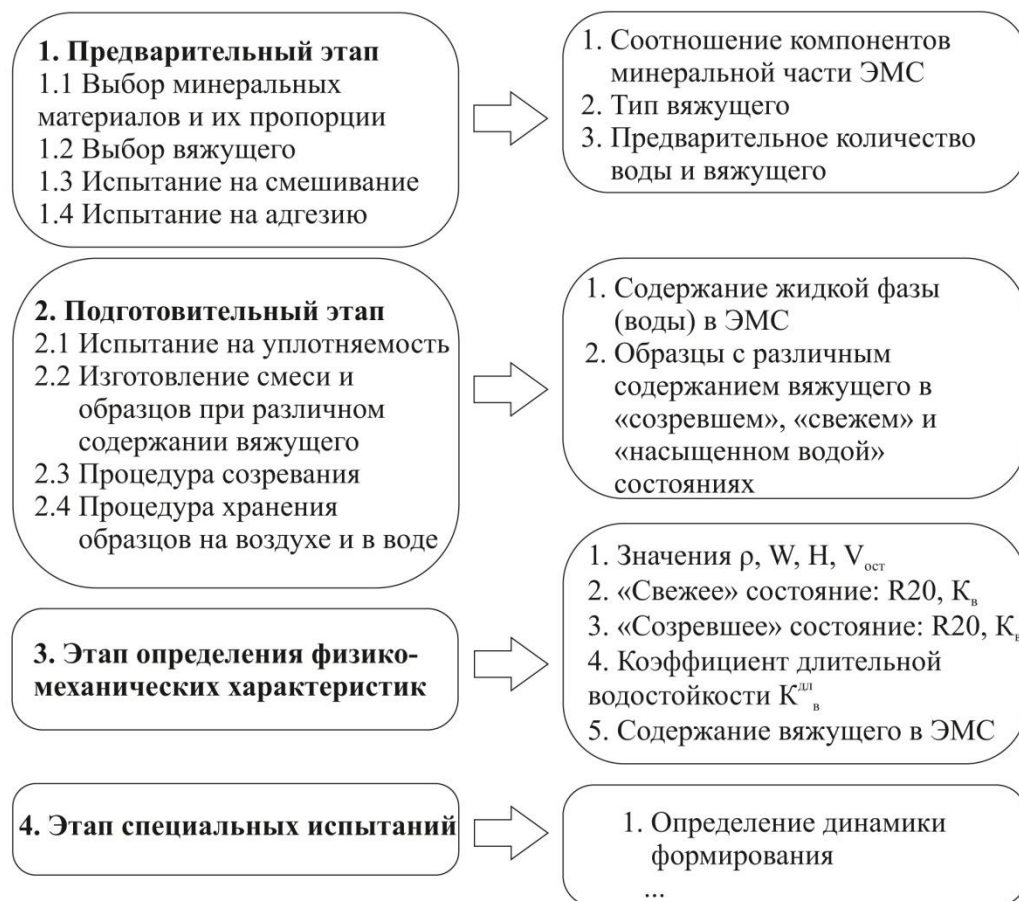 1. Предварительный этап
1.1 Выбор минеральных
материалов и их пропорции
1.2 Выбор вяжущего
1.3 Испытание на смешивание
1.4 Испытание на адгезию
1. Соотношение компонентов
минеральной части ЭМС
2. Тип вяжущего
3. Предварительное количество
воды и вяжущего
2. Подготовительный этап
2.1 Испытание на уплотняемость
2.2 Изготовление смеси и
образцов при различном
содержании вяжущего
2.3 Процедура созревания
2.4 Процедура хранения
образцов на воздухе и в воде
1. Содержание жидкой фазы
(воды) в ЭМС
2. Образцы с различным
содержанием вяжущего в
«созревшем», «свежем» и
«насыщенном водой»
состояниях
3. Этап определения физико-
механических характеристик
1. Значения ρ, W, H, Vост
2. «Свежее» состояние: R20, Кв
3. «Созревшее» состояние: R20, Кв
4. Коэффициент длительной
водостойкости Кдлв
5. Содержание вяжущего в ЭМС
4. Этап специальных испытаний
1. Определение динамики
формирования
...